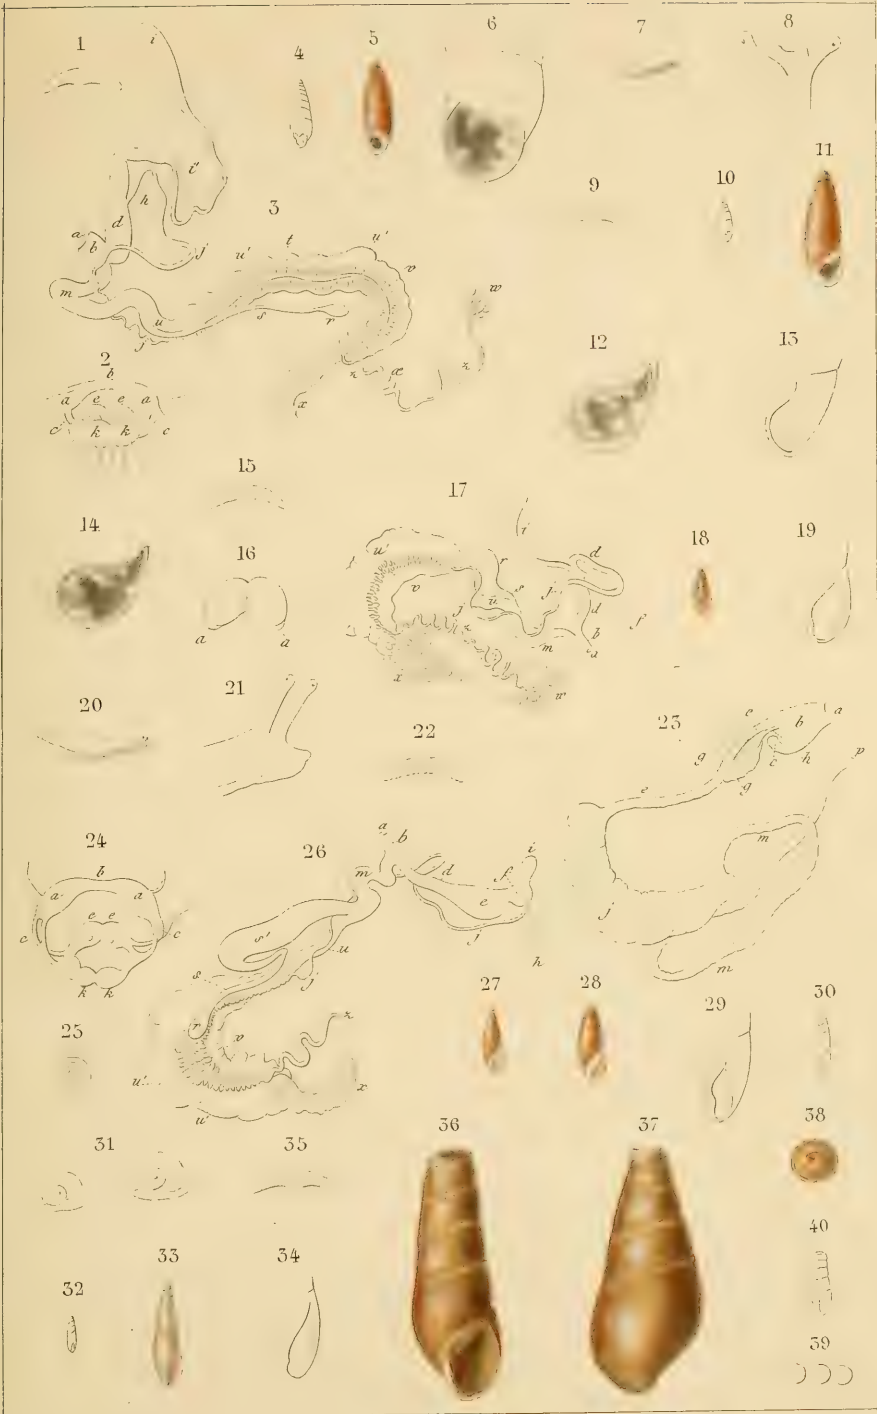 1
i
4
5
6
7
8
i'
h
d
a
b
j
m
u
j
3
u'
t
u'
v
s
r
z
æ
x
w
z
9
10
11
2
b
a e e a
c k k c
12
13
14
15
16
a a
17
i
u'
t
r
d
v
u
s
j
j
z
d
b
m
a
f
x
w
18
19
20
21
22
23
e
b
a
g
c
h
g
e
p
m
j
m
24
b
a a
e e
c c
k k
25
26
a
b
m
d
i
f
e
j
s'
u
s
j
r
v
z
u'
x
u'
h
27
28
29
30
31
35
36
37
38
32
33
34
40
39